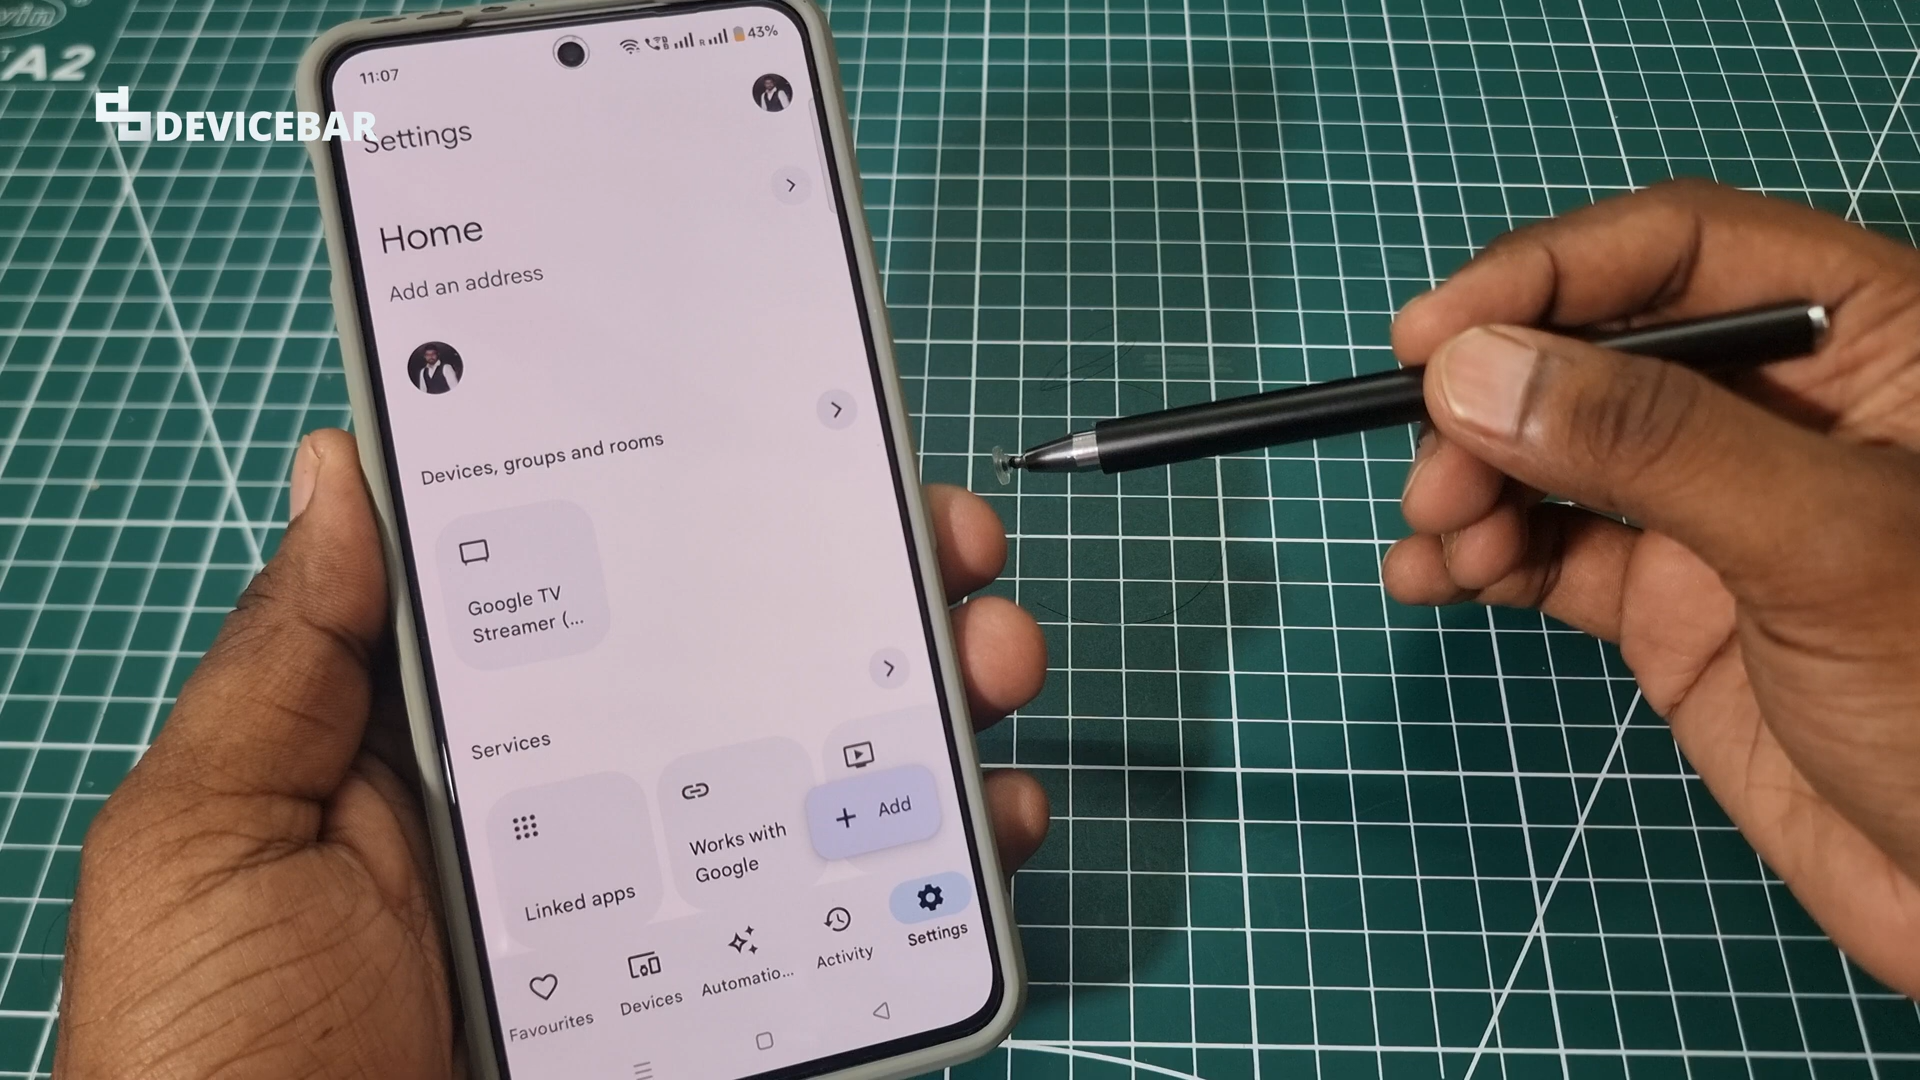 A2
DEVICEBAR
11:07
43%
Settings
Home
Add an address
Devices, groups and rooms
Google TV
Streamer (...
Services
Linked apps
Works with
Google
+ Add
Favourites
Devices
Automatio...
Activity
Settings